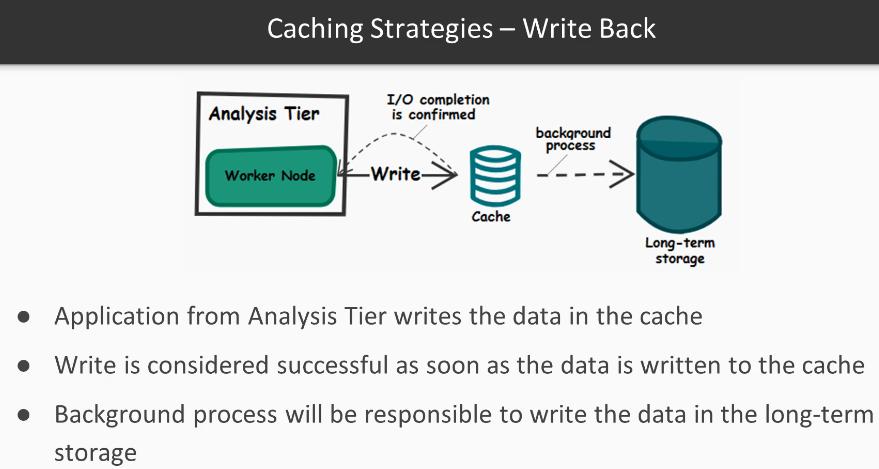 Caching Strategies – Write Back
I/O completion
is confirmed
Analysis Tier
background
process
Worker Node
Write
Cache
Long-term
storage
● Application from Analysis Tier writes the data in the cache
● Write is considered successful as soon as the data is written to the cache
● Background process will be responsible to write the data in the long-term
storage